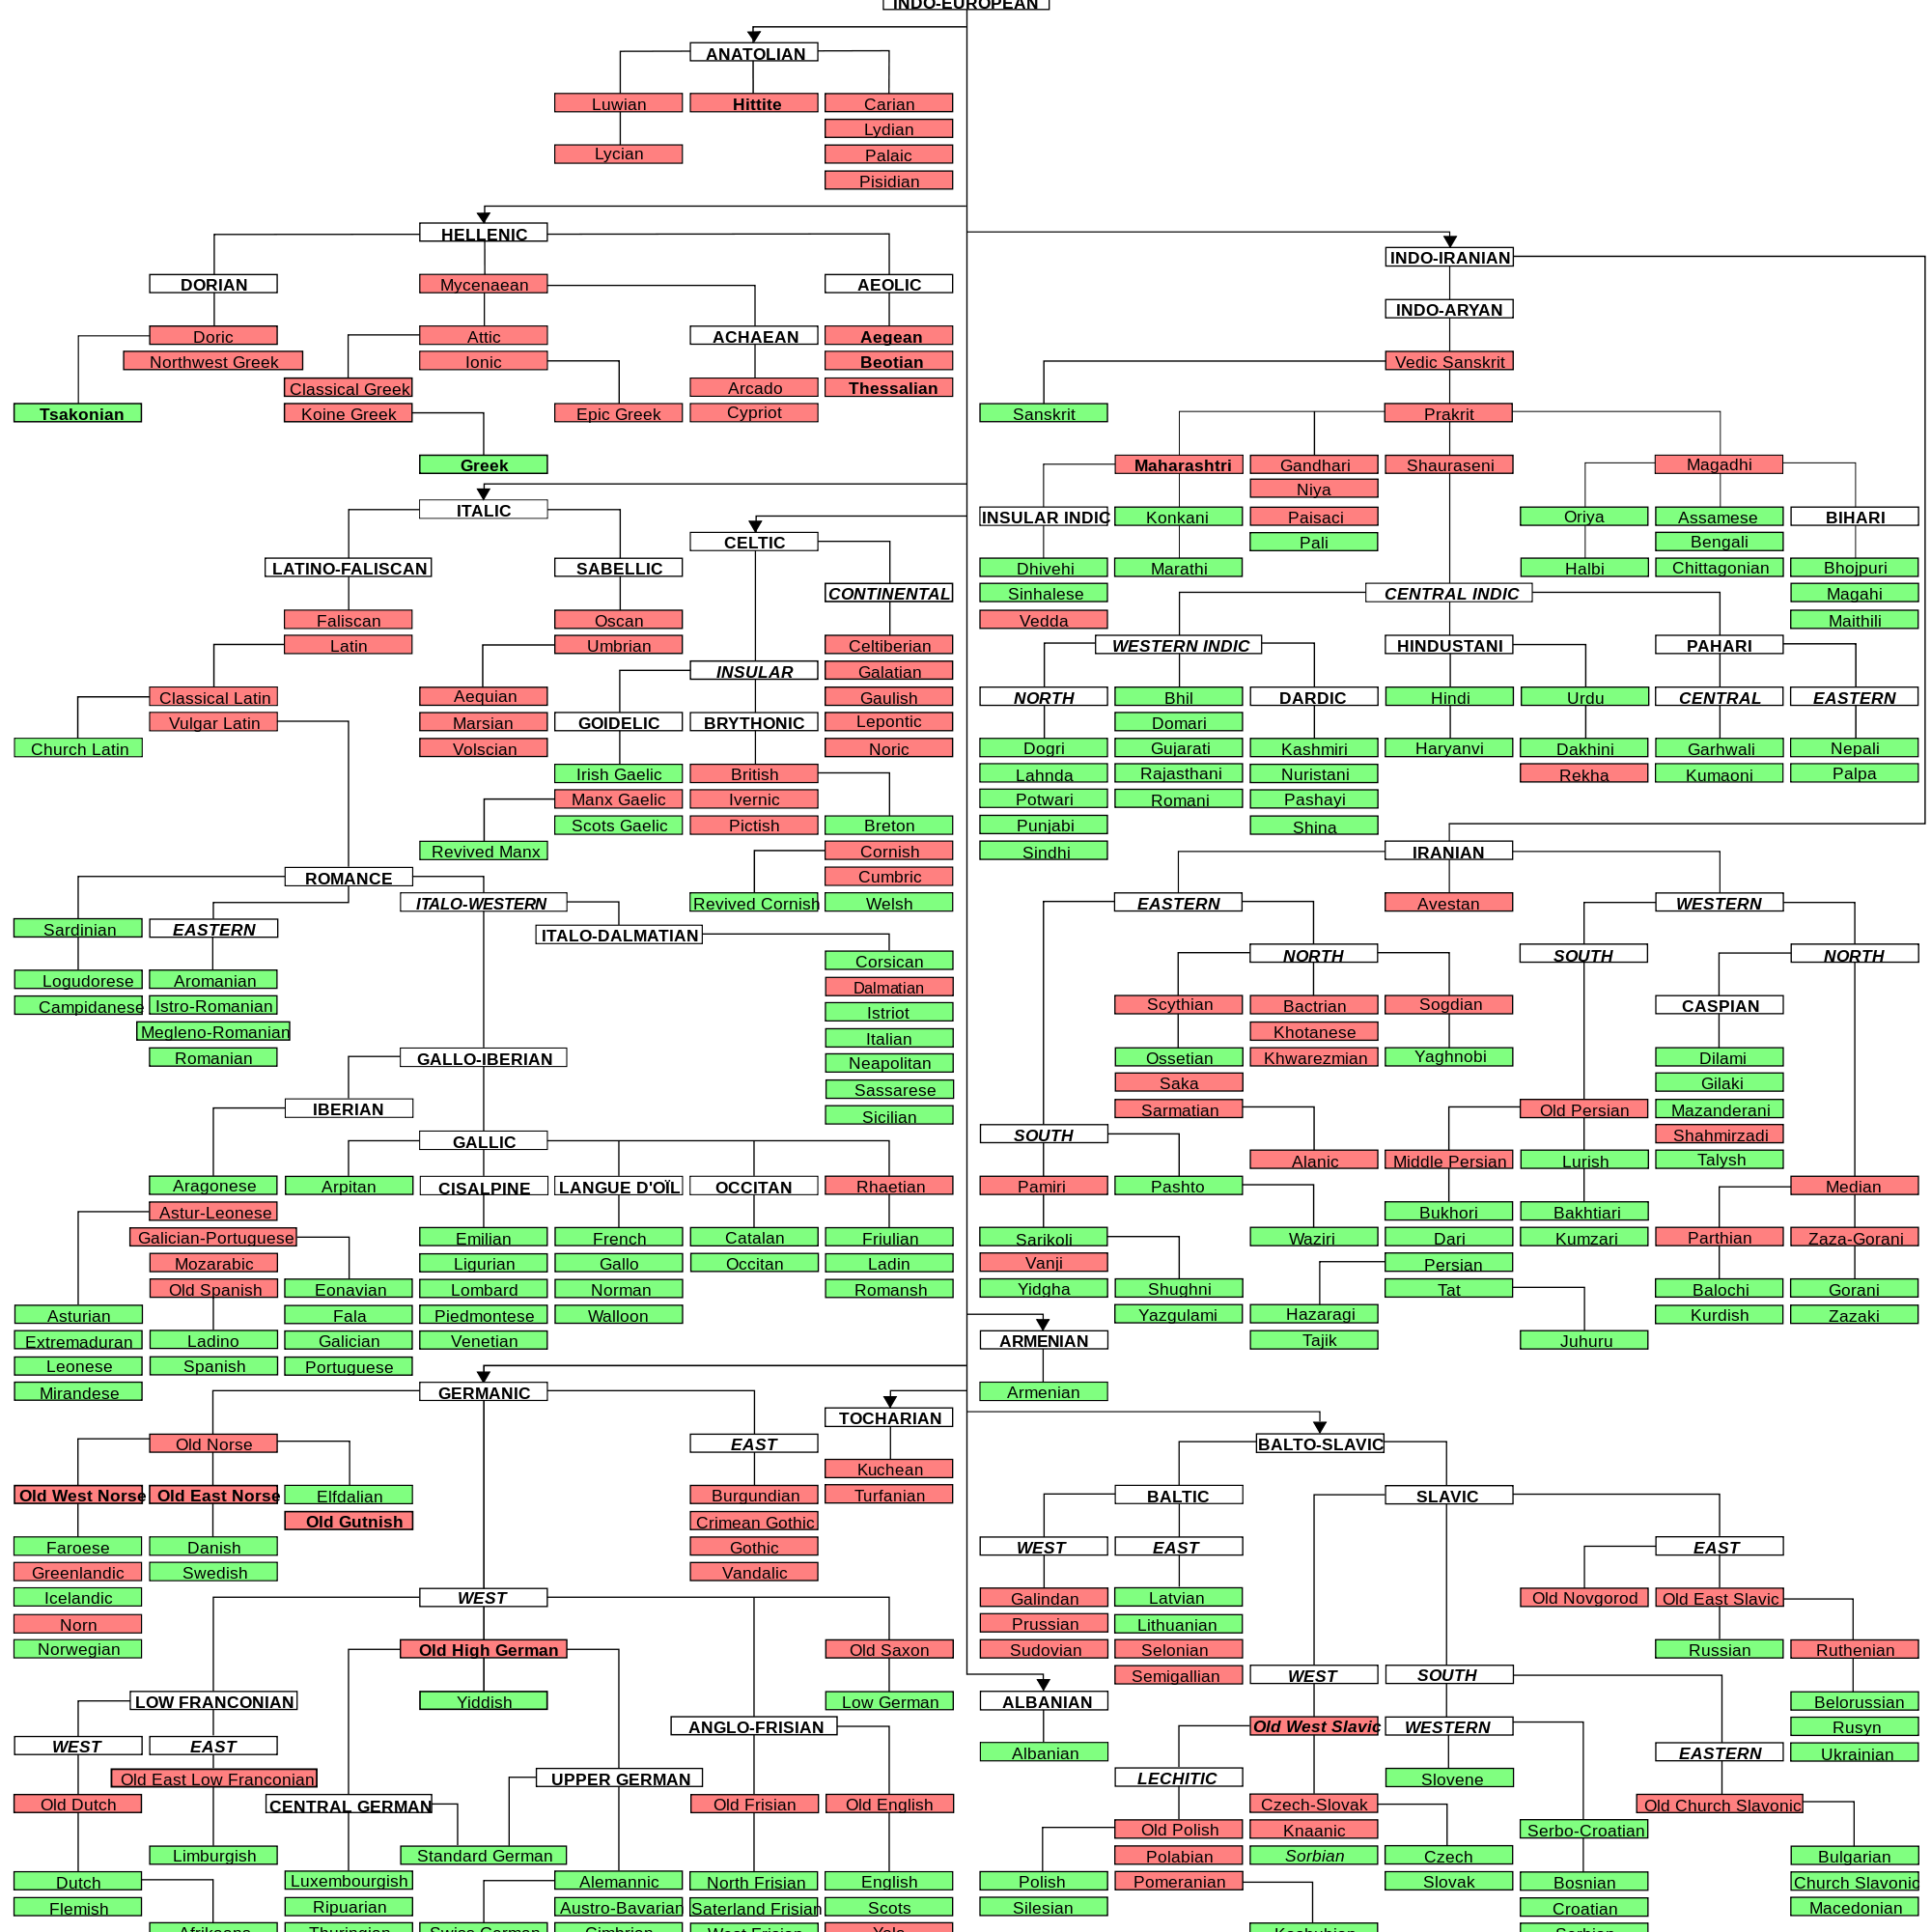 INDO-EUROPEAN
ANATOLIAN
Luwian
Hittite
Carian
Lydian
Lycian
Palaic
Pisidian
HELLENIC
DORIAN
Mycenaean
AEOLIC
Doric
Attic
ACHAEAN
Aegean
Northwest Greek
Ionic
Beotian
Classical Greek
Arcado
Thessalian
Tsakonian
Koine Greek
Epic Greek
Cypriot
Greek
ITALIC
CELTIC
LATINO-FALISCAN
SABELLIC
CONTINENTAL
Faliscan
Oscan
Latin
Umbrian
Celtiberian
INSULAR
Galatian
Classical Latin
Aequian
Gaulish
Vulgar Latin
Marsian
GOIDELIC
BRYTHONIC
Lepontic
Church Latin
Volscian
Noric
Irish Gaelic
British
Manx Gaelic
Ivernic
Scots Gaelic
Pictish
Breton
Revived Manx
Cornish
ROMANCE
Cumbric
ITALO-WESTERN
Revived Cornish
Welsh
Sardinian
EASTERN
ITALO-DALMATIAN
Corsican
Logudorese
Aromanian
Dalmatian
Campidanese
Istro-Romanian
Istriot
Megleno-Romanian
Italian
Romanian
GALLO-IBERIAN
Neapolitan
Sassarese
IBERIAN
Sicilian
GALLIC
Aragonese
Arpitan
CISALPINE
LANGUE D'OÏL
OCCITAN
Rhaetian
Astur-Leonese
Galician-Portuguese
Emilian
French
Catalan
Friulian
Mozarabic
Ligurian
Gallo
Occitan
Ladin
Old Spanish
Eonavian
Lombard
Norman
Romansh
Asturian
Fala
Piedmontese
Walloon
Extremaduran
Ladino
Galician
Venetian
Leonese
Spanish
Portuguese
Mirandese
GERMANIC
TOCHARIAN
Old Norse
EAST
Kuchean
Old West Norse
Old East Norse
Elfdalian
Burgundian
Turfanian
Old Gutnish
Crimean Gothic
Faroese
Danish
Gothic
Greenlandic
Swedish
Vandalic
Icelandic
WEST
Norn
Norwegian
Old High German
Old Saxon
LOW FRANCONIAN
Yiddish
Low German
ANGLO-FRISIAN
WEST
EAST
Old East Low Franconian
UPPER GERMAN
Old Dutch
CENTRAL GERMAN
Old Frisian
Old English
Limburgish
Standard German
Dutch
Luxembourgish
Alemannic
North Frisian
English
Flemish
Ripuarian
Austro-Bavarian
Saterland Frisian
Scots
Afrikaans
Thuringian
Swiss German
Cimbrian
West Frisian
Yola
INDO-IRANIAN
INDO-ARYAN
Vedic Sanskrit
Sanskrit
Prakrit
Maharashtri
Gandhari
Shauraseni
Magadhi
Niya
INSULAR INDIC
Konkani
Paisaci
Oriya
Assamese
BIHARI
Pali
Bengali
Dhivehi
Marathi
Halbi
Chittagonian
Bhojpuri
Sinhalese
CENTRAL INDIC
Magahi
Vedda
Maithili
WESTERN INDIC
HINDUSTANI
PAHARI
NORTH
Bhil
DARDIC
Hindi
Urdu
CENTRAL
EASTERN
Domari
Dogri
Gujarati
Kashmiri
Haryanvi
Dakhini
Garhwali
Nepali
Lahnda
Rajasthani
Nuristani
Rekha
Kumaoni
Palpa
Potwari
Romani
Pashayi
Punjabi
Shina
Sindhi
IRANIAN
EASTERN
Avestan
WESTERN
NORTH
SOUTH
NORTH
Scythian
Bactrian
Sogdian
CASPIAN
Khotanese
Ossetian
Khwarezmian
Yaghnobi
Dilami
Saka
Gilaki
Sarmatian
Old Persian
Mazanderani
SOUTH
Shahmirzadi
Alanic
Middle Persian
Lurish
Talysh
Pamiri
Pashto
Median
Bukhori
Bakhtiari
Sarikoli
Waziri
Dari
Kumzari
Parthian
Zaza-Gorani
Vanji
Persian
Yidgha
Shughni
Tat
Balochi
Gorani
Yazgulami
Hazaragi
Kurdish
Zazaki
ARMENIAN
Tajik
Juhuru
Armenian
BALTO-SLAVIC
BALTIC
SLAVIC
WEST
EAST
EAST
Galindan
Latvian
Old Novgorod
Old East Slavic
Prussian
Lithuanian
Sudovian
Selonian
Russian
Ruthenian
Semigallian
WEST
SOUTH
ALBANIAN
Belorussian
Old West Slavic
WESTERN
Rusyn
Albanian
EASTERN
Ukrainian
LECHITIC
Slovene
Czech-Slovak
Old Church Slavonic
Old Polish
Knaanic
Serbo-Croatian
Polabian
Sorbian
Czech
Bulgarian
Polish
Pomeranian
Slovak
Bosnian
Church Slavonic
Silesian
Croatian
Macedonian
Kashubian
Serbian